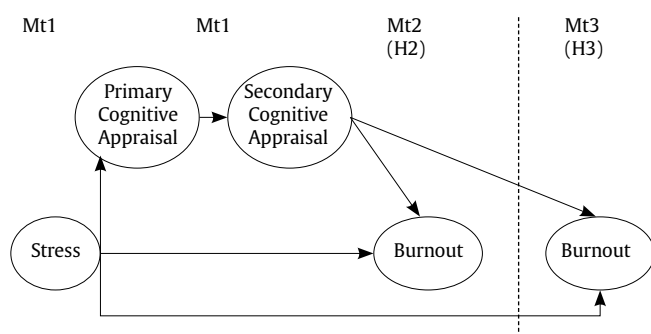 Mt1
Mt1
Mt2
(H2)
Mt3
(H3)
Primary
Cognitive
Appraisal
Secondary
Cognitive
Appraisal
Stress
Burnout
Burnout